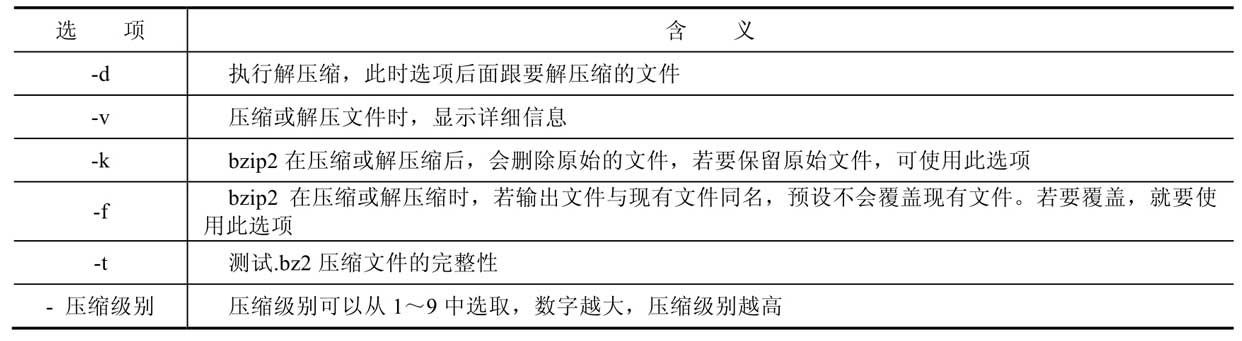 选 项 含 义
-d 执行解压缩，此时选项后面跟要解压缩的文件
-v 压缩或解压文件时，显示详细信息
-k bzip2 在压缩或解压缩后，会删除原始的文件，若要保留原始文件，可使用此选项
-f bzip2 在压缩或解压缩时，若输出文件与现有文件同名，预设不会覆盖现有文件。若要覆盖，就要使
用此选项
-t 测试.bz2 压缩文件的完整性
- 压缩级别 压缩级别可以从 1～9 中选取，数字越大，压缩级别越高